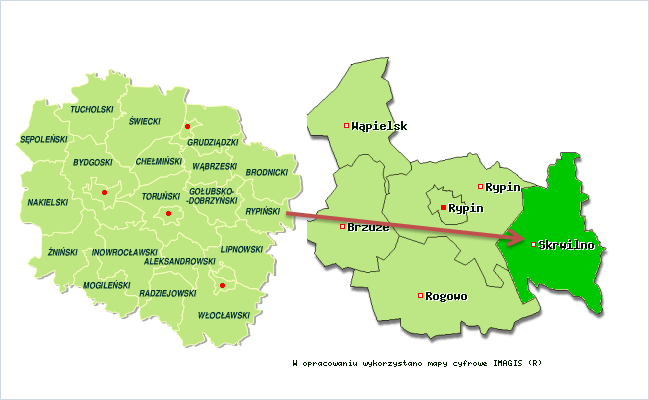 TUCHOLSKI
ŚWIECKI
SĘPOLEŃSKI
GRUDZIĄDZKI
BYDGOSKI
CHEŁMIŃSKI
WĄBRZESKI
BRODNICKI
NAKIELSKI
TORUŃSKI
GOŁUBSKO-
-DOBRZYŃSKI
RYPIŃSKI
ŻNIŃSKI
INOWROCŁAWSKI
ALEKSANDROWSKI
LIPNOWSKI
MOGILEŃSKI
RADZIEJOWSKI
WŁOCŁAWSKI
Wąpielsk
Rypin
Rypin
Brzuze
Skrwilno
Rogowo
W opracowaniu wykorzystano mapy cyfrowe IMAGIS (R)